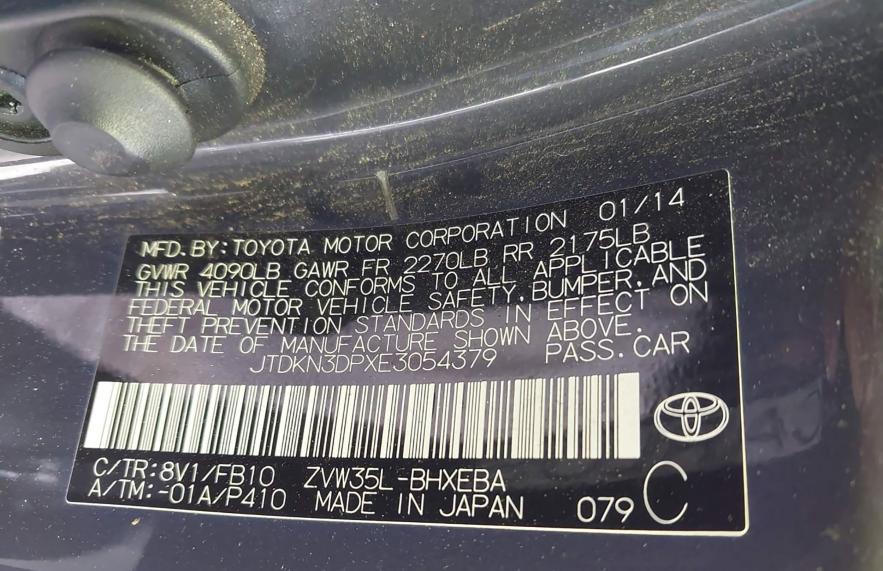 MFD.BY:TOYOTA MOTOR CORPORATION 01/14
GVWR 4090LB GAWR FR 2270LB RR 2175LB
THIS VEHICLE CONFORMS TO ALL APPLICABLE
FEDERAL MOTOR VEHICLE SAFETY,BUMPER,AND
THEFT PREVENTION STANDARDS IN EFFECT ON
THE DATE OF MANUFACTURE SHOWN ABOVE.
JTDKN3DPXE3054379 PASS.CAR
C/TR:8V1/FB10 ZVW35L-BHXEBA
A/TM:-01A/P410 MADE IN JAPAN 079 C